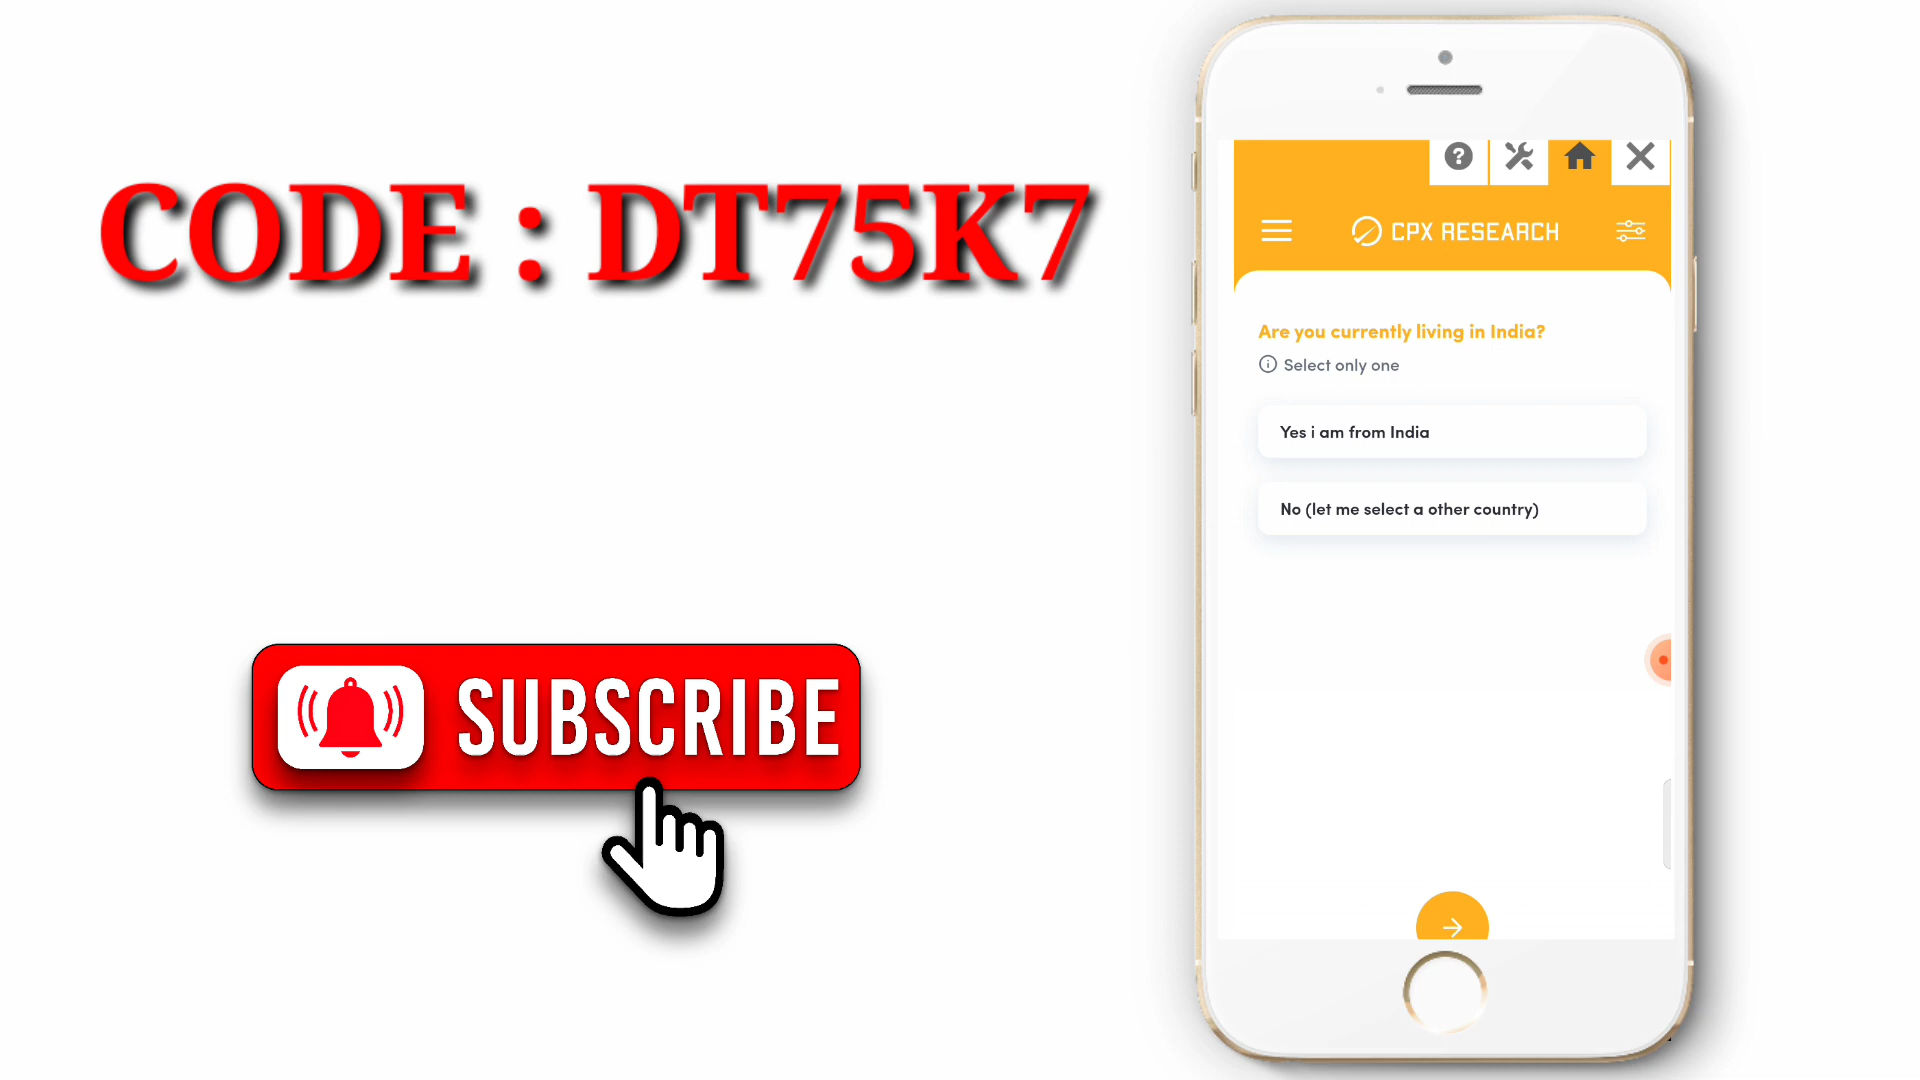 CODE : DT75K7
SUBSCRIBE
CPX RESEARCH
Are you currently living in India?
Select only one
Yes i am from India
No (let me select a other country)